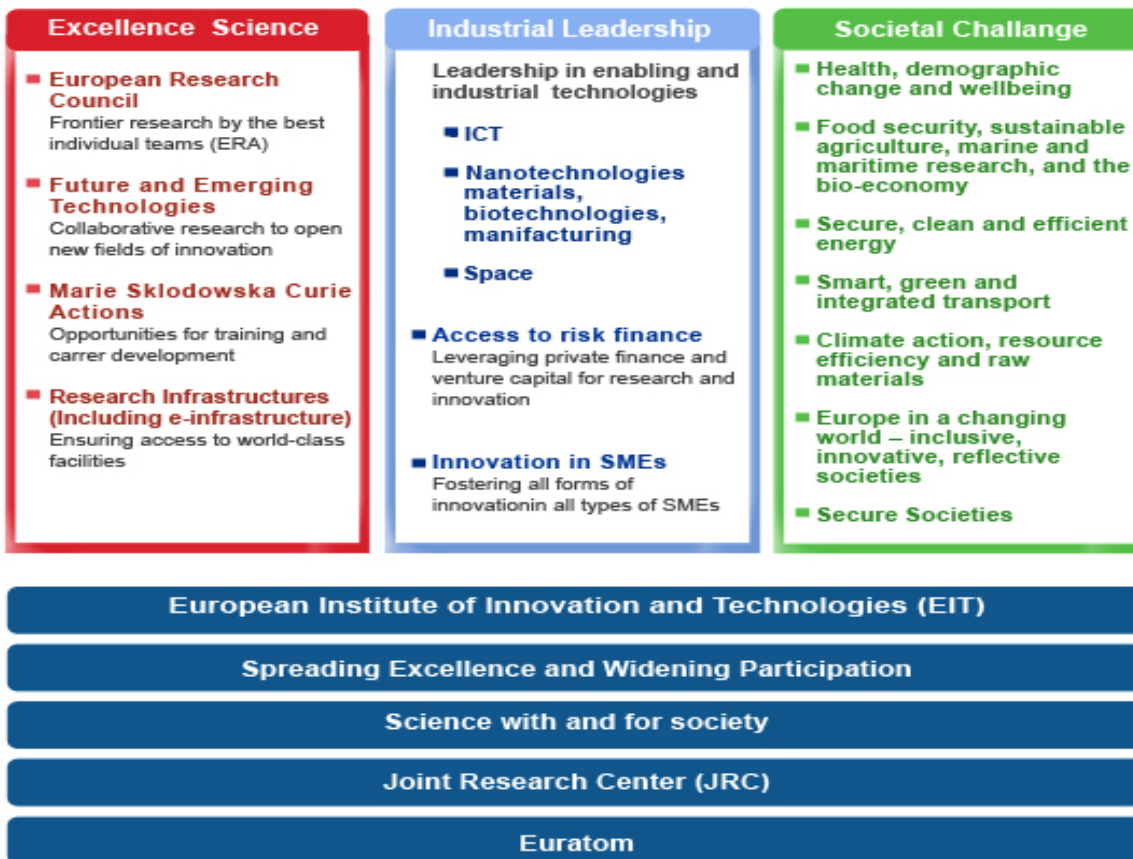 Excellence Science
European Research
Council
Frontier research by the best
individual teams (ERA)
Future and Emerging
Technologies
Collaborative research to open
new fields of innovation
Marie Sklodowska Curie
Actions
Opportunities for training and
carrer development
Research Infrastructures
(Including e-infrastructure)
Ensuring access to world-class
facilities
Industrial Leadership
Leadership in enabling and
industrial technologies
ICT
Nanotechnologies
materials,
biotechnologies,
manifacturing
Space
Access to risk finance
Leveraging private finance and
venture capital for research and
innovation
Innovation in SMEs
Fostering all forms of
innovationin all types of SMEs
Societal Challange
Health, demographic
change and wellbeing
Food security, sustainable
agriculture, marine and
maritime research, and the
bio-economy
Secure, clean and efficient
energy
Smart, green and
integrated transport
Climate action, resource
efficiency and raw
materials
Europe in a changing
world – inclusive,
innovative, reflective
societies
Secure Societies
European Institute of Innovation and Technologies (EIT)
Spreading Excellence and Widening Participation
Science with and for society
Joint Research Center (JRC)
Euratom